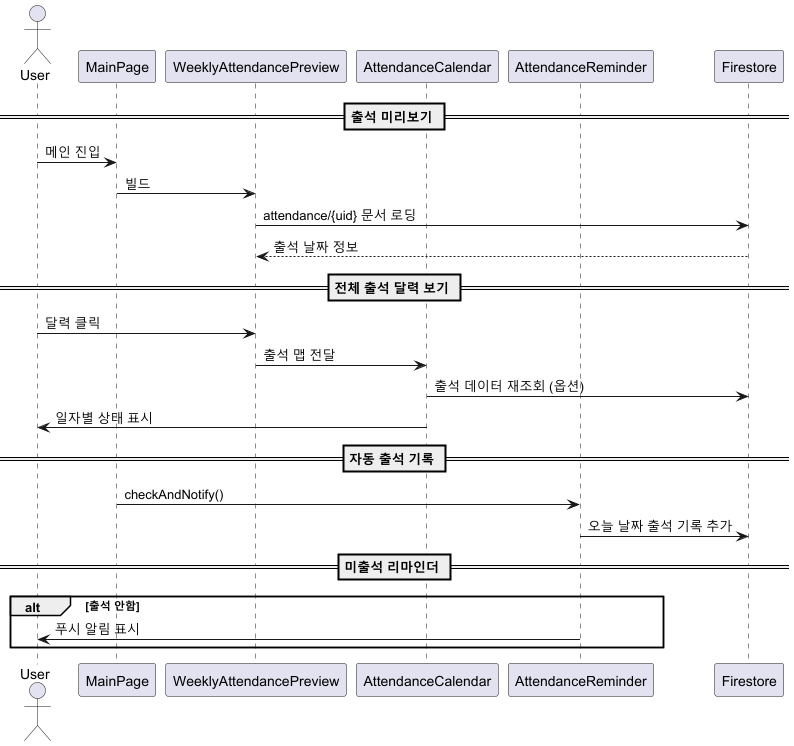 User
MainPage
WeeklyAttendancePreview
AttendanceCalendar
AttendanceReminder
Firestore
출석 미리보기
메인 진입
빌드
attendance/{uid} 문서 로딩
출석 날짜 정보
전체 출석 달력 보기
달력 클릭
출석 맵 전달
출석 데이터 재조회 (옵션)
일자별 상태 표시
자동 출석 기록
checkAndNotify()
오늘 날짜 출석 기록 추가
미출석 리마인더
alt
[출석 안함]
푸시 알림 표시
User
MainPage
WeeklyAttendancePreview
AttendanceCalendar
AttendanceReminder
Firestore